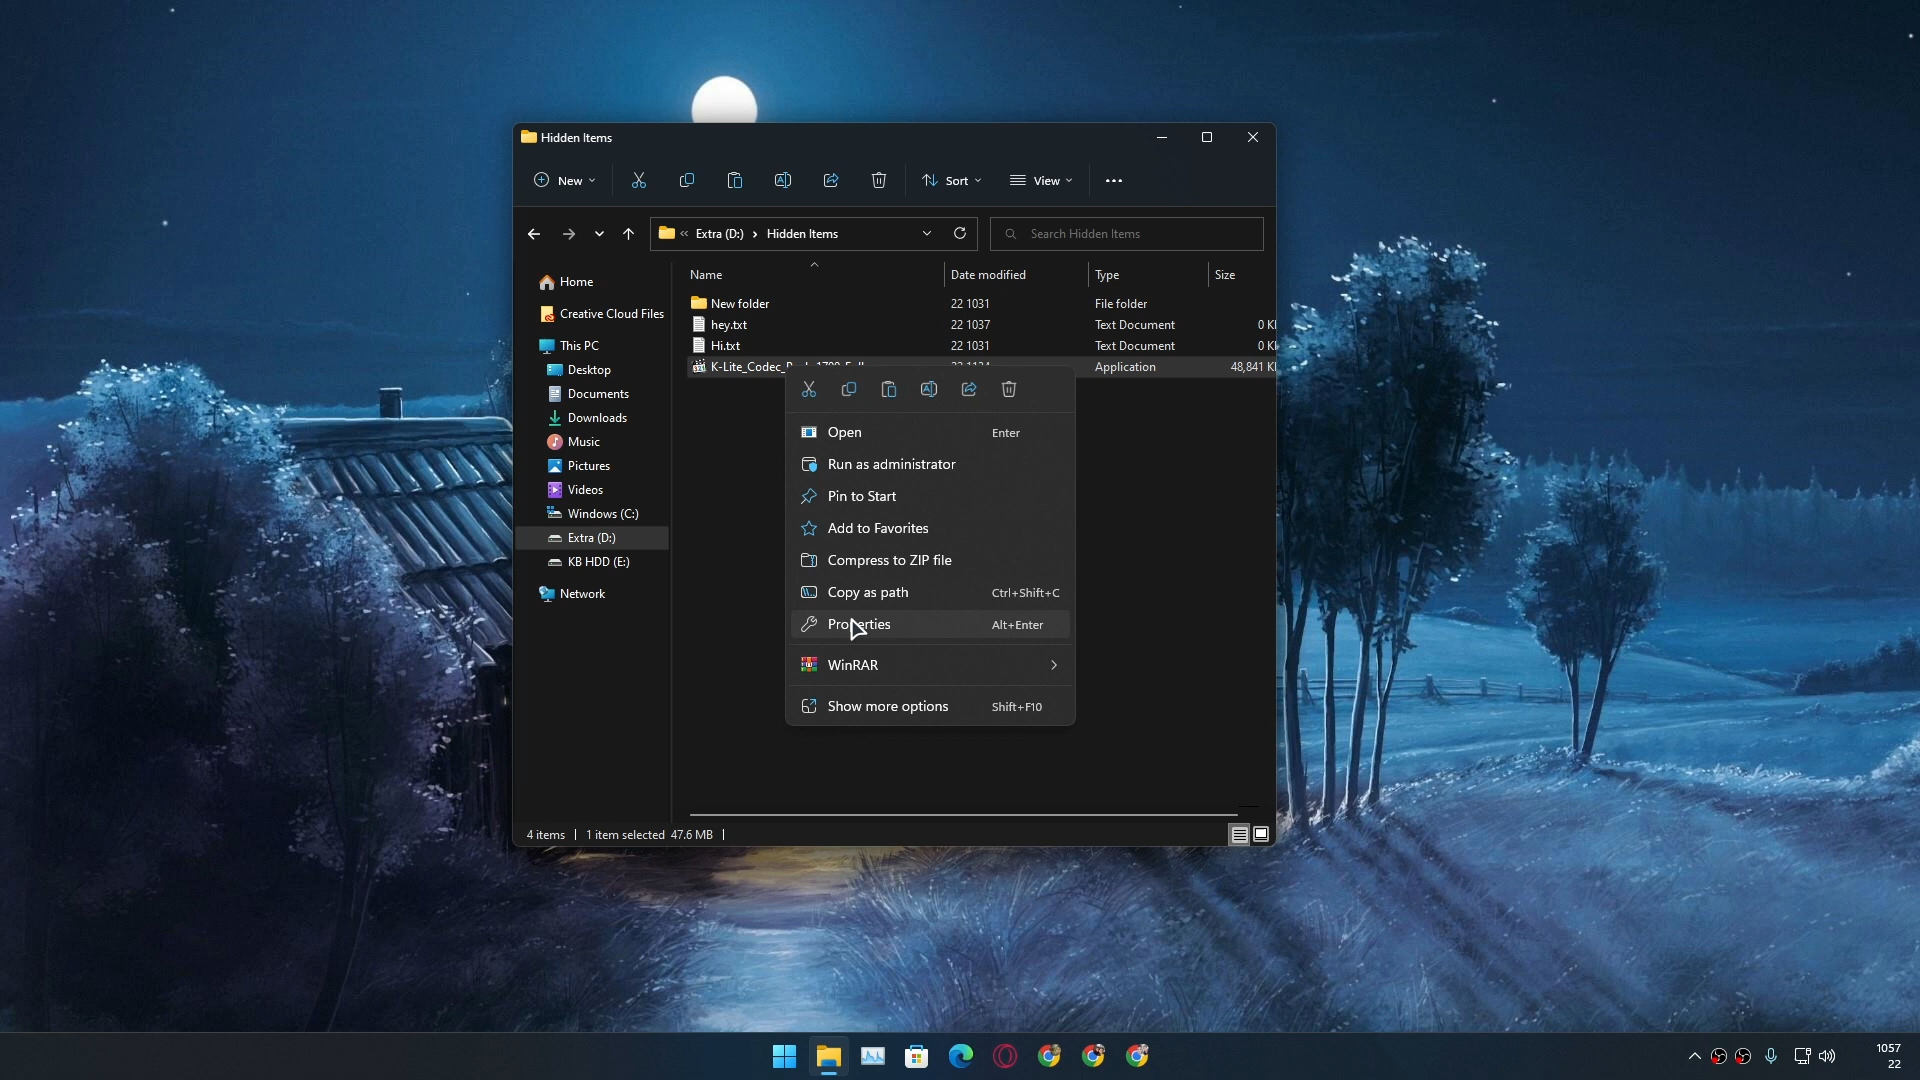 Hidden Items
New
Sort
View
Extra (D:)
Hidden Items
Search Hidden Items
Name
Date modified
Type
Size
New folder
22 1031
File folder
hey.txt
22 1037
Text Document
0
Hi.txt
22 1031
Text Document
0
K-Lite_Codec_
Application
48,841
Home
Creative Cloud Files
This PC
Desktop
Documents
Downloads
Music
Pictures
Videos
Windows (C:)
Extra (D:)
KB HDD (E:)
Network
Open
Enter
Run as administrator
Pin to Start
Add to Favorites
Compress to ZIP file
Copy as path
Ctrl+Shift+C
Properties
Alt+Enter
WinRAR
Show more options
Shift+F10
4 items
1 item selected 47.6 MB
1057
22